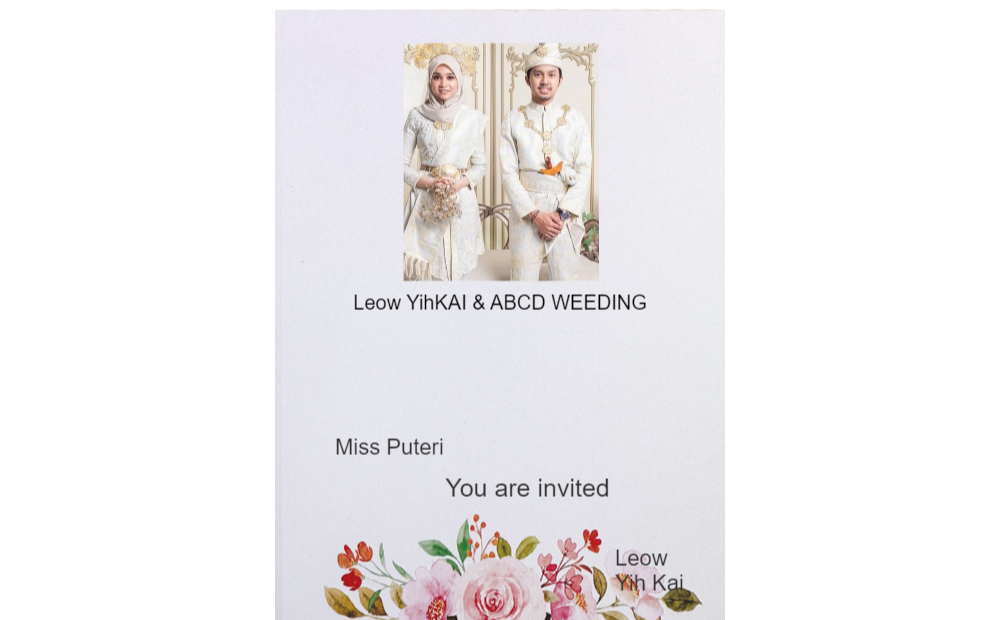 Leow YihKAI & ABCD WEEDING
Miss Puteri
You are invited
Leow
Yih Kai